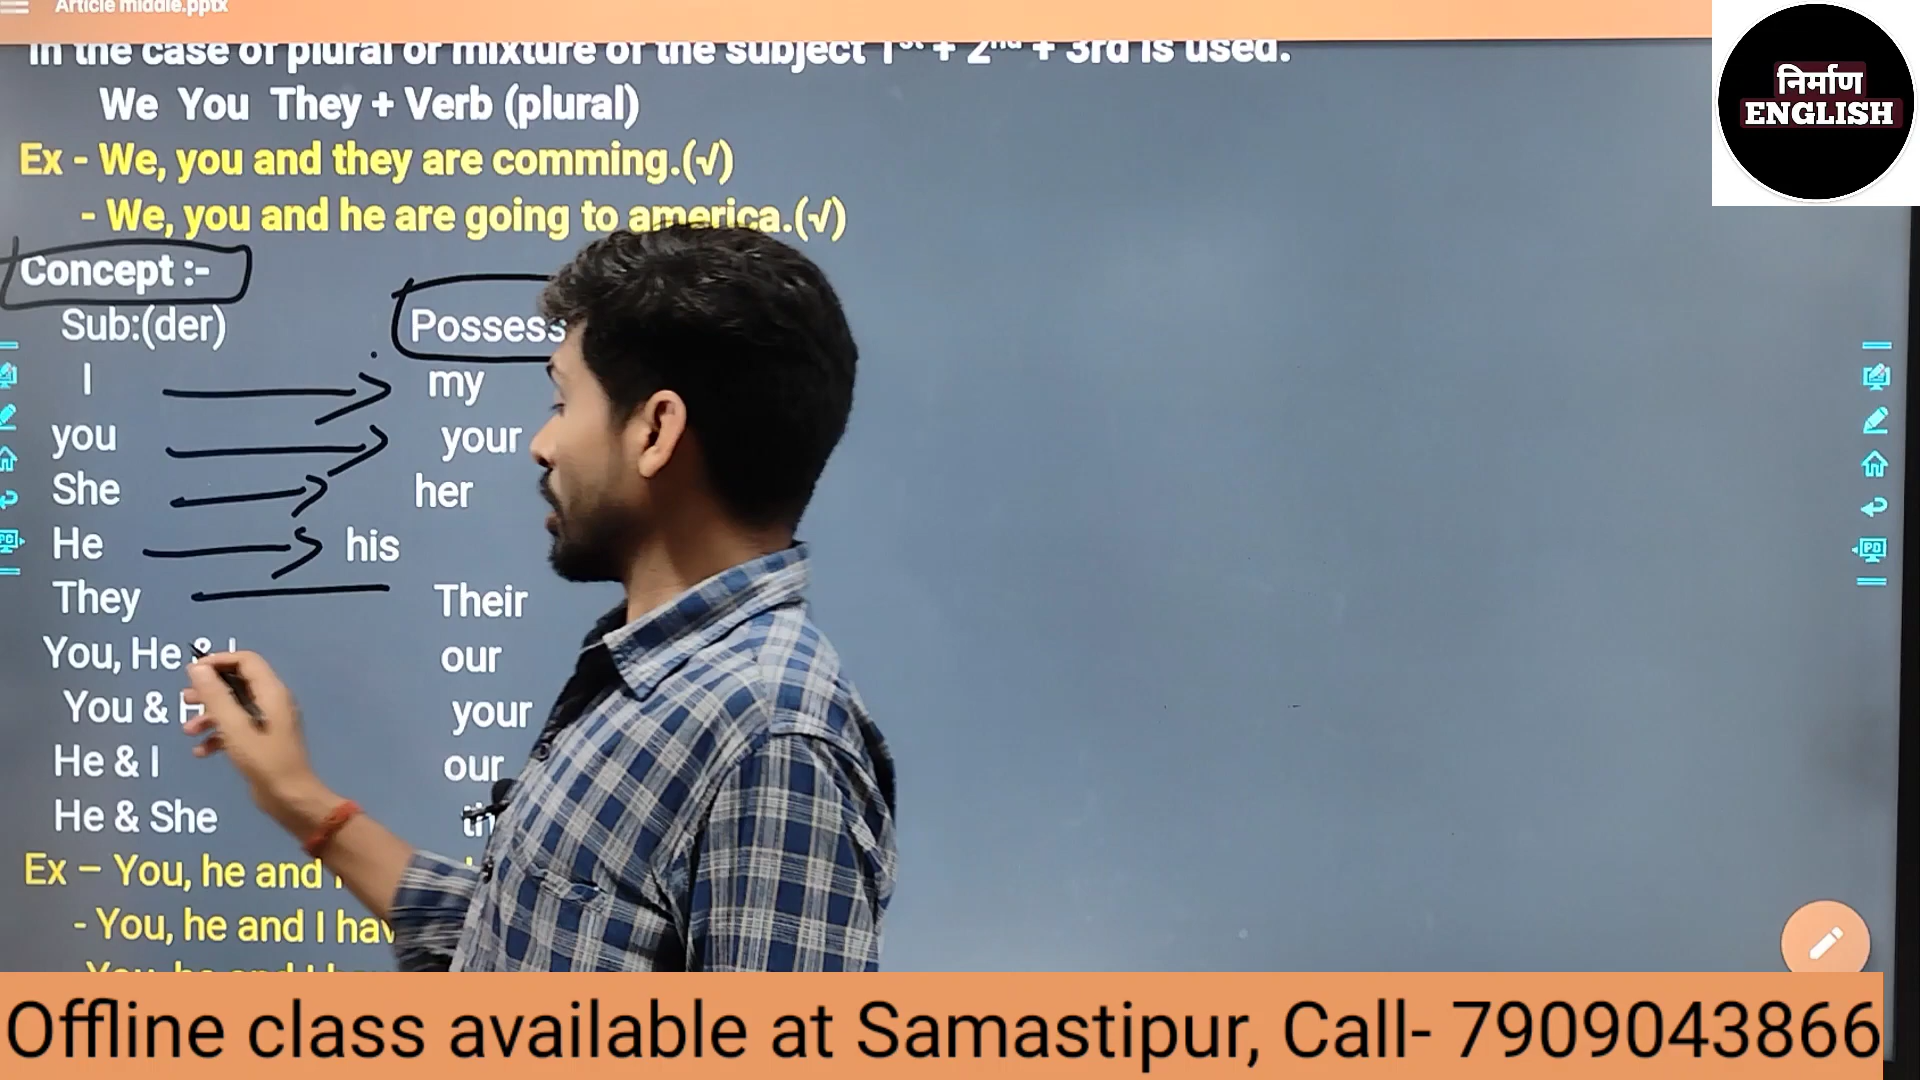 Article middle.pptx
In the case of plural or mixture of the subject 1st + 2nd + 3rd is used.
We You They + Verb (plural)
Ex - We, you and they are comming.(√)
- We, you and he are going to america.(√)
Concept :-
Sub:(der) Possess
I my
you your
She her
He his
They Their
You, He & I our
You & H your
He & I our
He & She
Ex – You, he and
- You, he and I hav
निर्माण
ENGLISH
Offline class available at Samastipur, Call- 7909043866